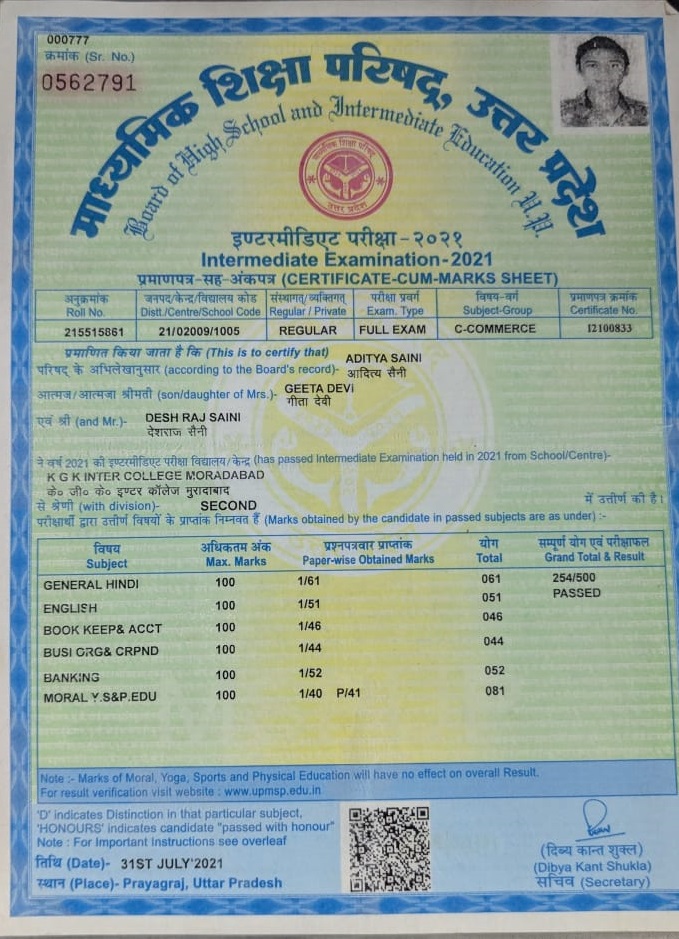 000777
क्रमांक (Sr. No.)
0562791
माध्यमिक शिक्षा परिषद्, उत्तर प्रदेश
Board of High School and Intermediate Education U.P.
माध्यमिक शिक्षा परिषद्
उत्तर प्रदेश
इण्टरमीडिएट परीक्षा - २०२१
Intermediate Examination - 2021
प्रमाणपत्र-सह-अंकपत्र (CERTIFICATE-CUM-MARKS SHEET)
अनुक्रमांक जनपद/केन्द्र/विद्यालय कोड संस्थागत/व्यक्तिगत् परीक्षा प्रवर्ग विषय-वर्ग प्रमाणपत्र क्रमांक
Roll No. Distt./Centre/School Code Regular / Private Exam. Type Subject-Group Certificate No.
215515861 21/02009/1005 REGULAR FULL EXAM C-COMMERCE 12100833
प्रमाणित किया जाता है कि (This is to certify that) ADITYA SAINI
परिषद् के अभिलेखानुसार (according to the Board's record)- आदित्य सैनी
आत्मज/आत्मजा श्रीमती (son/daughter of Mrs.)- GEETA DEVi
गीता देवी
एवं श्री (and Mr.)- DESH RAJ SAINI
देशराज सैनी
ने वर्ष 2021 की इण्टरमीडिएट परीक्षा विद्यालय/केन्द्र (has passed Intermediate Examination held in 2021 from School/Centre)-
K G K INTER COLLEGE MORADABAD
के० जी० के० इण्टर कॉलेज मुरादाबाद
से श्रेणी (with division)- SECOND में उत्तीर्ण की है।
परीक्षार्थी द्वारा उत्तीर्ण विषयों के प्राप्तांक निम्नवत हैं (Marks obtained by the candidate in passed subjects are as under) :-
विषय अधिकतम अंक प्रश्नपत्रवार प्राप्तांक योग सम्पूर्ण योग एवं परीक्षाफल
Subject Max. Marks Paper-wise Obtained Marks Total Grand Total & Result
GENERAL HINDI 100 1/61 061 254/500
ENGLISH 100 1/51 051 PASSED
BOOK KEEP& ACCT 100 1/46 046
BUSI ORG& CRPND 100 1/44 044
BANKING 100 1/52 052
MORAL Y.S&P.EDU 100 1/40 P/41 081
Note :- Marks of Moral, Yoga, Sports and Physical Education will have no effect on overall Result.
For result verification visit website : www.upmsp.edu.in
'D' indicates Distinction in that particular subject,
'HONOURS' indicates candidate "passed with honour"
Note : For Important Instructions see overleaf
तिथि (Date)- 31ST JULY'2021
स्थान (Place)- Prayagraj, Uttar Pradesh
(दिब्य कान्त शुक्ल)
(Dibya Kant Shukla)
सचिव (Secretary)